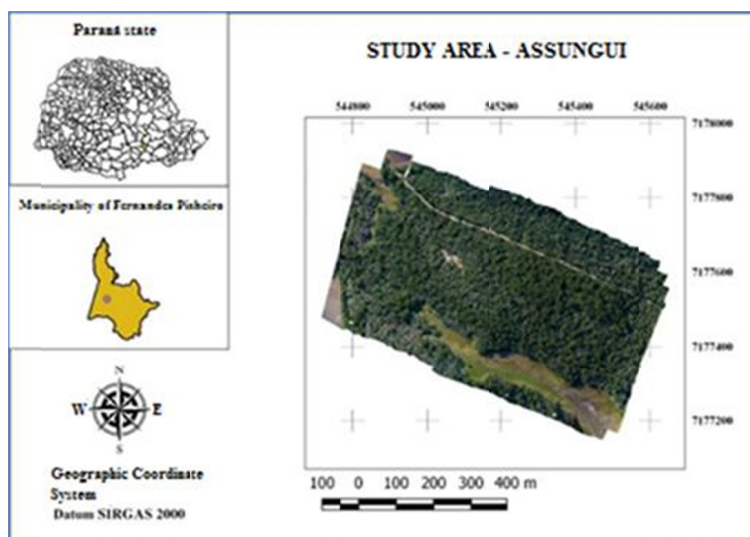 Paraná state
Municipality of Fernandes Pinheiro
N
W E
S
Geographic Coordinate
System
Datum SIRGAS 2000
STUDY AREA - ASSUNGUI
544800 545000 545200 545400 545600
7178000
7177800
7177600
7177400
7177200
100 0 100 200 300 400 m